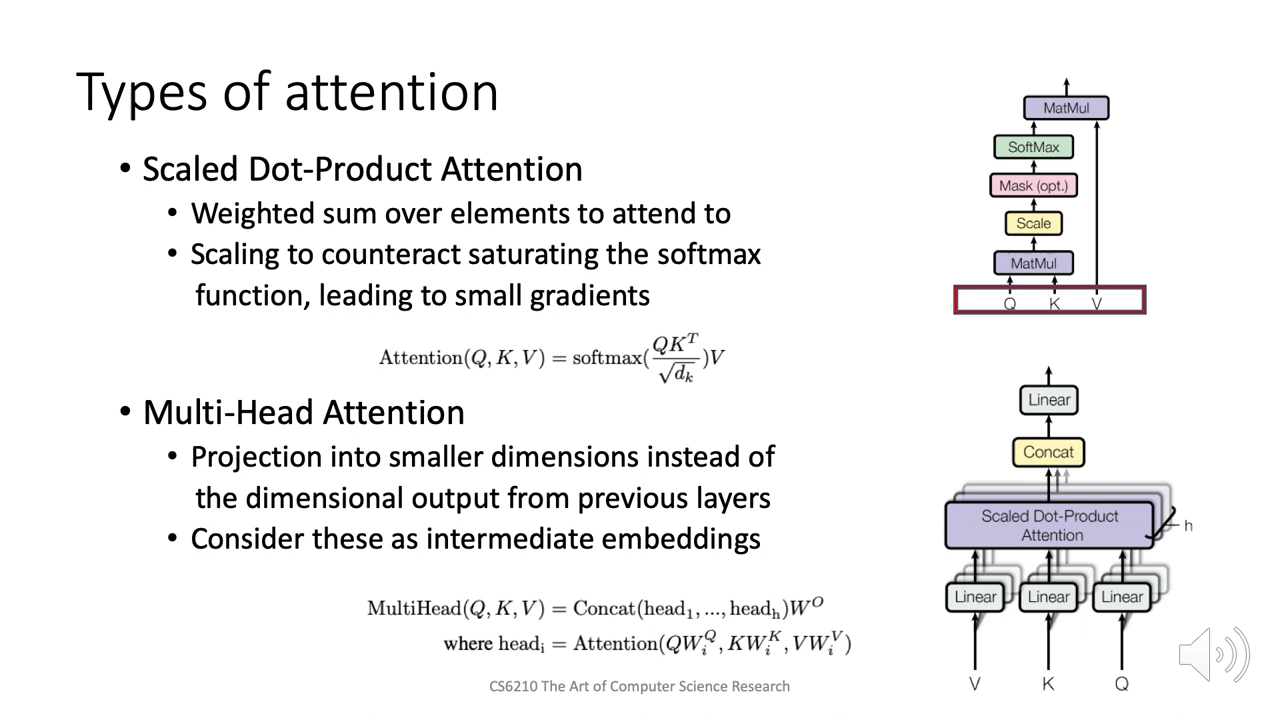 Types of attention
• Scaled Dot-Product Attention
• Weighted sum over elements to attend to
• Scaling to counteract saturating the softmax
function, leading to small gradients
Attention(Q, K, V) = softmax(QK^T / √d_k)V
• Multi-Head Attention
• Projection into smaller dimensions instead of
the dimensional output from previous layers
• Consider these as intermediate embeddings
MultiHead(Q, K, V) = Concat(head_1, ..., head_h)W^O
where head_i = Attention(QW_i^Q, KW_i^K, VW_i^V)
MatMul
SoftMax
Mask (opt.)
Scale
MatMul
Q K V
Linear
Concat
Scaled Dot-Product
Attention
h
Linear Linear Linear
V K Q
CS6210 The Art of Computer Science Research